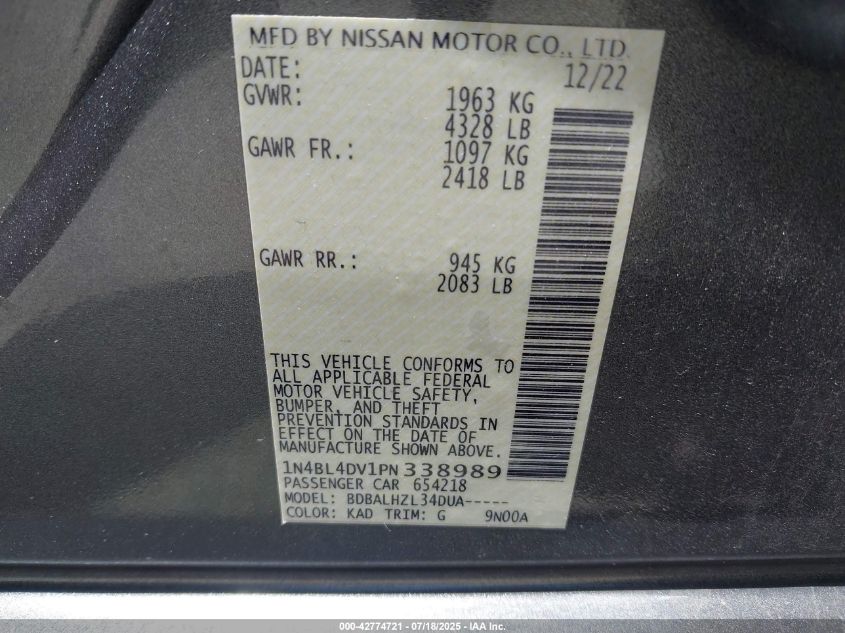 MFD BY NISSAN MOTOR CO., LTD.
DATE: 12/22
GVWR: 1963 KG
4328 LB
GAWR FR.: 1097 KG
2418 LB
GAWR RR.: 945 KG
2083 LB
THIS VEHICLE CONFORMS TO
ALL APPLICABLE FEDERAL
MOTOR VEHICLE SAFETY,
BUMPER, AND THEFT
PREVENTION STANDARDS IN
EFFECT ON THE DATE OF
MANUFACTURE SHOWN ABOVE.
1N4BL4DV1PN338989
PASSENGER CAR 654218
MODEL: BDBALHZL34DUA-----
COLOR: KAD TRIM: G 9N00A
000-42774721 - 07/18/2025 - IAA Inc.